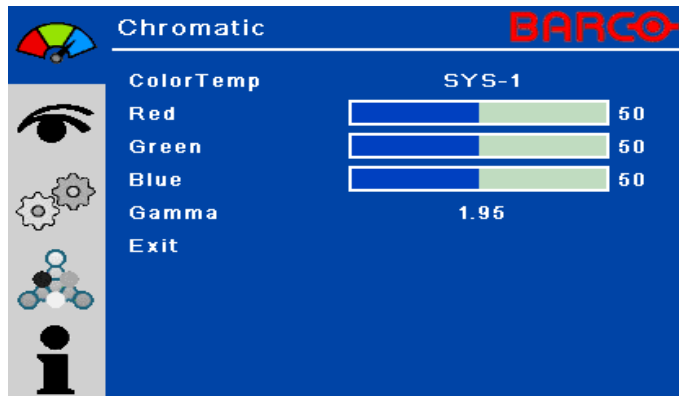 Chromatic
BARCO
ColorTemp SYS-1
Red 50
Green 50
Blue 50
Gamma 1.95
Exit